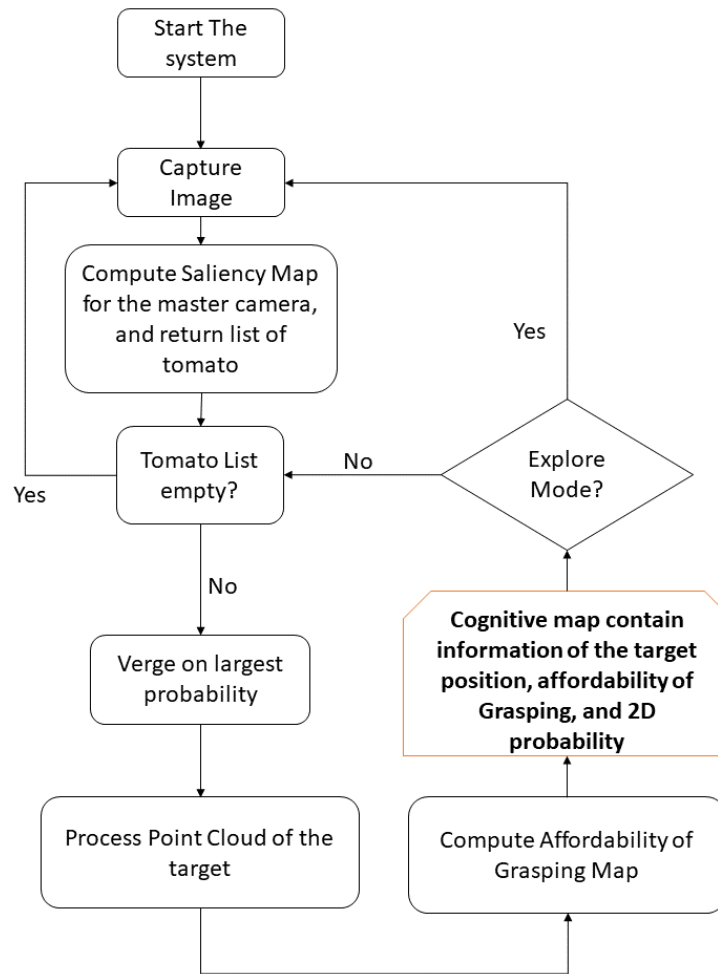 Start The
system
Capture
Image
Compute Saliency Map
for the master camera,
and return list of
tomato
Yes
Tomato List
empty?
No
Explore
Mode?
Yes
No
Cognitive map contain
information of the target
position, affordability of
Grasping, and 2D
probability
Verge on largest
probability
Process Point Cloud of the
target
Compute Affordability of
Grasping Map